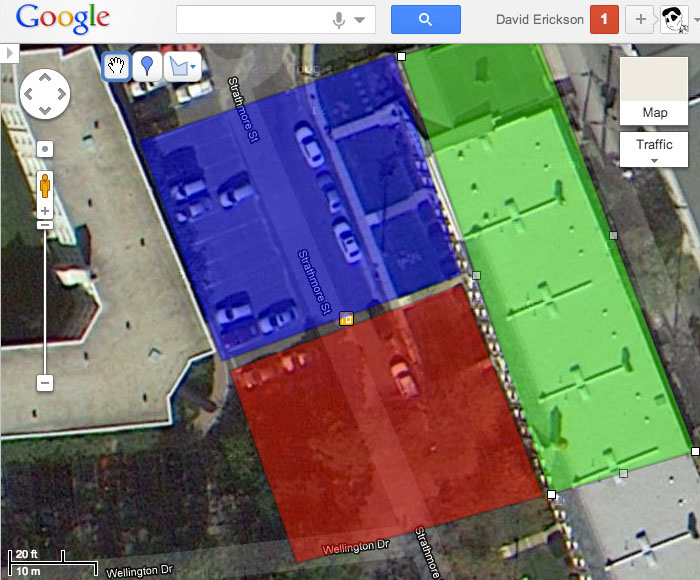 Google
David Erickson
1
+
Map
Traffic
Strathmore St
Strathmore St
Strathmore
Wellington Dr
Wellington Dr
20 ft
10 m